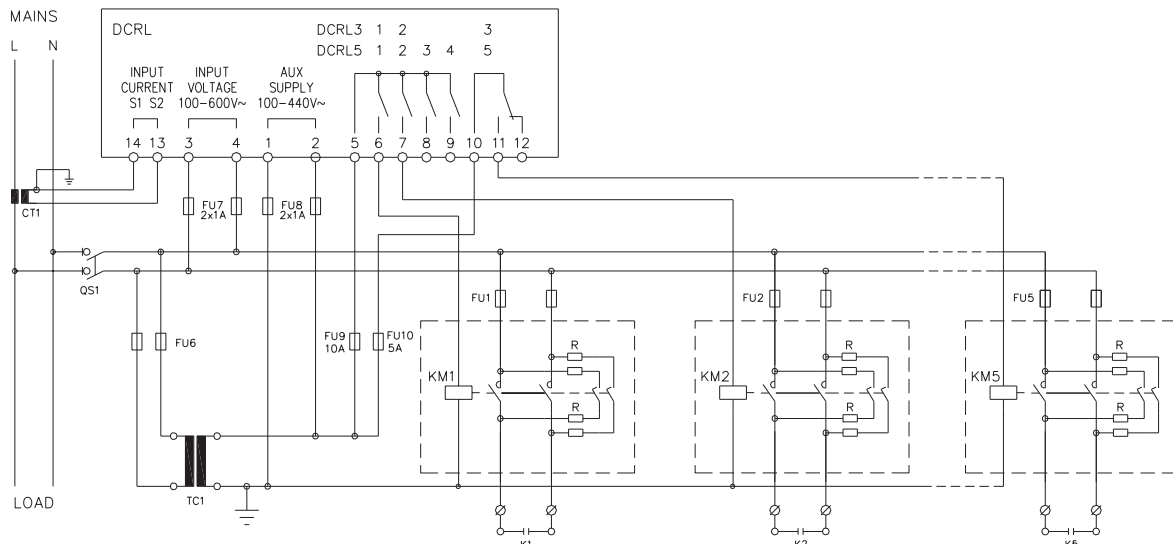 MAINS
L N
DCRL
DCRL3 1 2 3
DCRL5 1 2 3 4 5
INPUT CURRENT
S1 S2
INPUT VOLTAGE
100-600V~
AUX SUPPLY
100-440V~
14 13 3 4 1 2 5 6 7 8 9 10 11 12
CT1
FU7
2x1A
FU8
2x1A
QS1
FU6
FU9
10A
FU10
5A
FU1
FU2
FU5
KM1
R
R
KM2
R
R
KM5
R
R
TC1
LOAD
K1
K2
K5